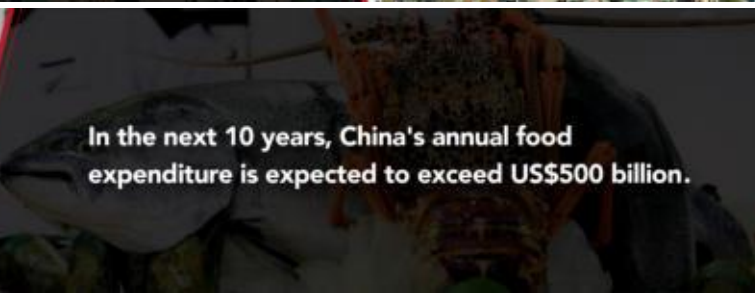 In the next 10 years, China's annual food
expenditure is expected to exceed US$500 billion.